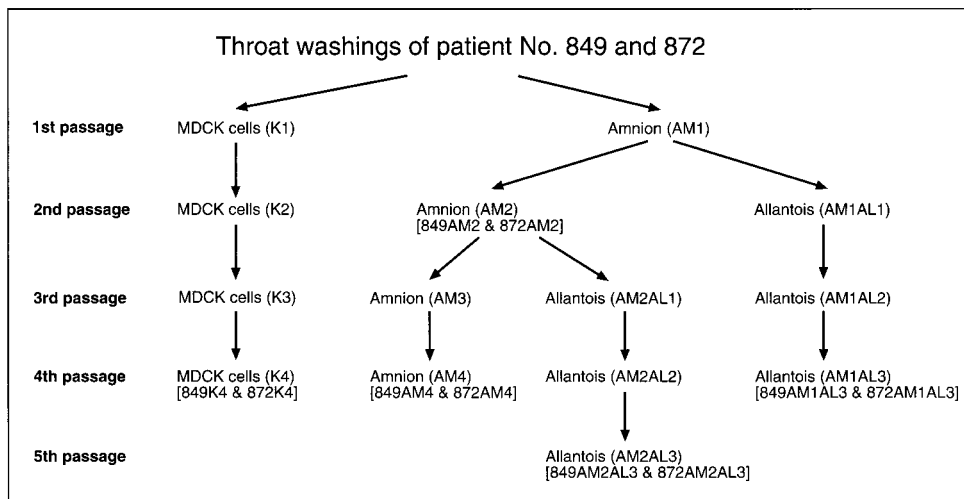 Throat washings of patient No. 849 and 872
1st passage
MDCK cells (K1)
Amnion (AM1)
2nd passage
MDCK cells (K2)
Amnion (AM2)
[849AM2 & 872AM2]
Allantois (AM1AL1)
3rd passage
MDCK cells (K3)
Amnion (AM3)
Allantois (AM2AL1)
Allantois (AM1AL2)
4th passage
MDCK cells (K4)
[849K4 & 872K4]
Amnion (AM4)
[849AM4 & 872AM4]
Allantois (AM2AL2)
Allantois (AM1AL3)
[849AM1AL3 & 872AM1AL3]
5th passage
Allantois (AM2AL3)
[849AM2AL3 & 872AM2AL3]